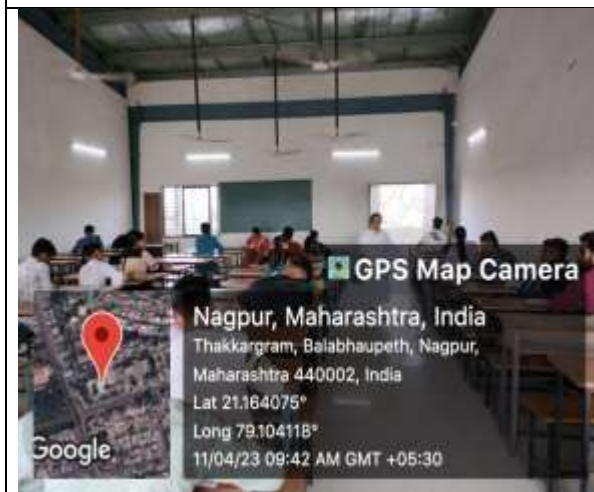 GPS Map Camera
Nagpur, Maharashtra, India
Thakkargram, Balabhaupeth, Nagpur,
Maharashtra 440002, India
Lat 21.164075°
Long 79.104118°
11/04/23 09:42 AM GMT +05:30
Google